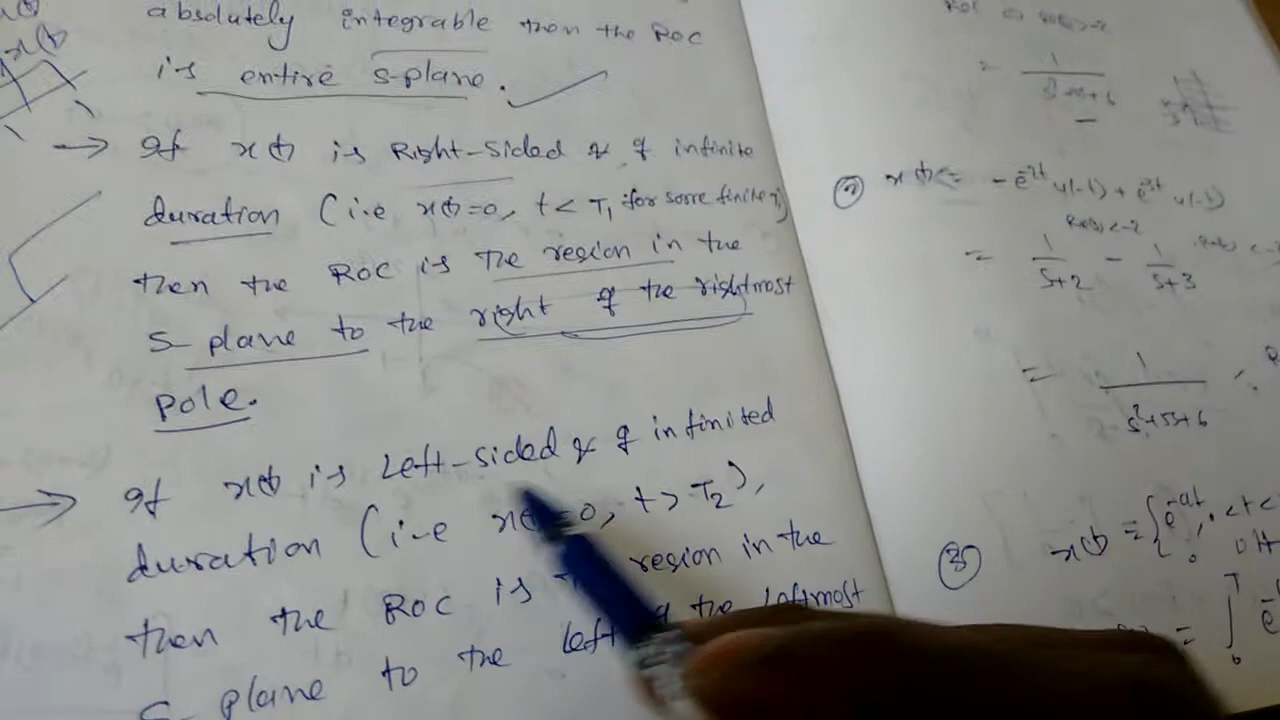 absolutely integrable then the ROC
is entire s-plane.
→ If x(t) is Right-Sided & of infinite
duration (i.e x(t)=0, t< T₁ for some finite T₁)
then the ROC is the region in the
S-plane to the right of the rightmost
Pole.
→ If x(t) is Left-sided & of infinited
duration (i.e x(t)=0, t> T₂),
then the ROC is region in the
S-plane to the left the Leftmost
x(t) = -e^-2t u(-t) + e^-3t u(-t)
= 1/(s+2) - 1/(s+3)
= 1/(s²+5s+6)
③ x(t) = { e^-at,